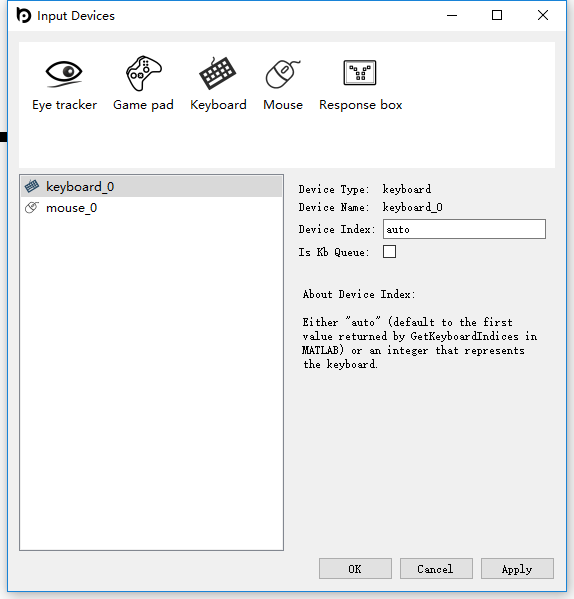 Input Devices
Eye tracker Game pad Keyboard Mouse Response box
keyboard_0
mouse_0
Device Type: keyboard
Device Name: keyboard_0
Device Index: auto
Is Kb Queue:
About Device Index:
Either "auto" (default to the first
value returned by GetKeyboardIndices in
MATLAB) or an integer that represents
the keyboard.
OK Cancel Apply